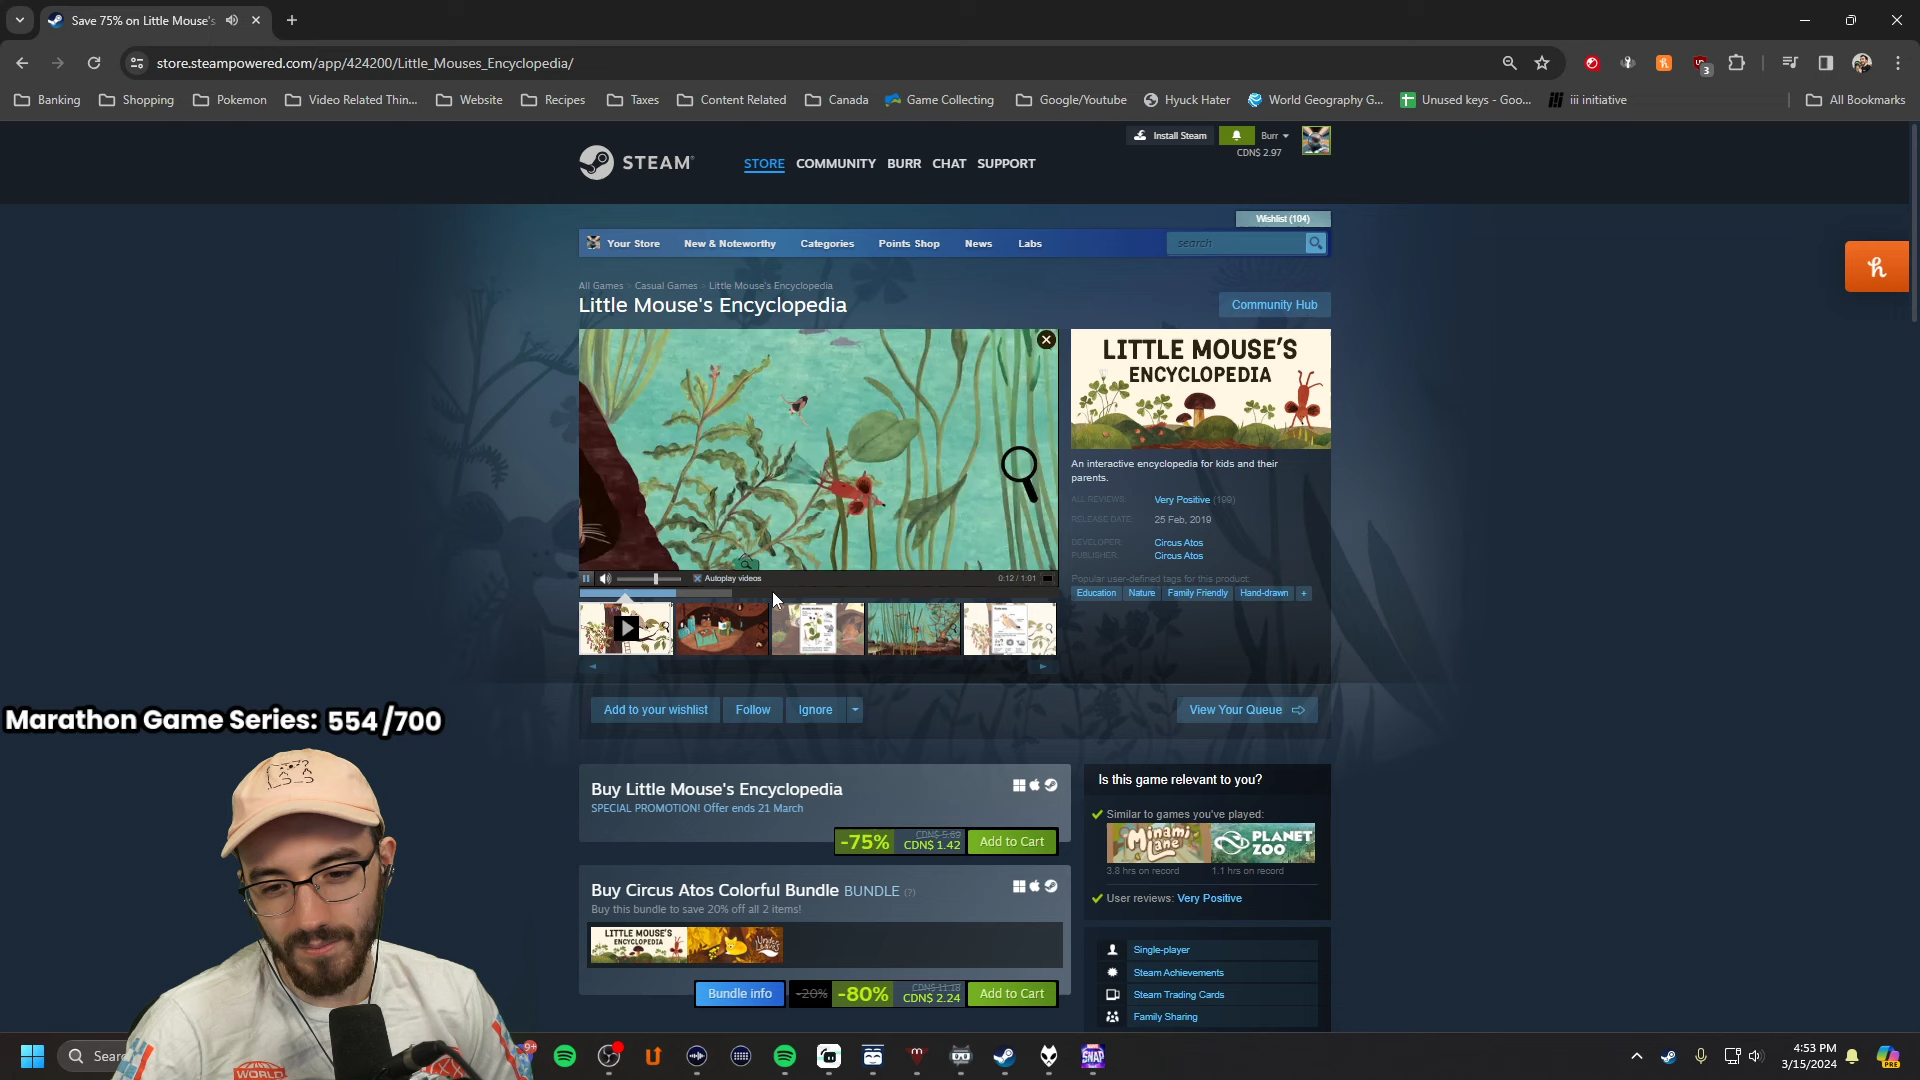 Save 75% on Little Mouse's
store.steampowered.com/app/424200/Little_Mouses_Encyclopedia/
3
Banking
Shopping
Pokemon
Video Related Thin...
Website
Recipes
Taxes
Content Related
Canada
Game Collecting
Google/Youtube
Hyuck Hater
World Geography G...
Unused keys - Goo...
iii initiative
All Bookmarks
STEAM
STORE COMMUNITY BURR CHAT SUPPORT
Install Steam
Burr
CDN$ 2.97
Wishlist (104)
Your Store
New & Noteworthy
Categories
Points Shop
News
Labs
search
All Games > Casual Games > Little Mouse's Encyclopedia
Little Mouse's Encyclopedia
Community Hub
LITTLE MOUSE'S
ENCYCLOPEDIA
An interactive encyclopedia for kids and their
parents.
ALL REVIEWS: Very Positive (199)
RELEASE DATE: 25 Feb, 2019
DEVELOPER: Circus Atos
PUBLISHER: Circus Atos
Popular user-defined tags for this product:
Education Nature Family Friendly Hand-drawn +
Autoplay videos
0:12 / 1:01
Add to your wishlist
Follow
Ignore
View Your Queue
Marathon Game Series: 554/700
Buy Little Mouse's Encyclopedia
SPECIAL PROMOTION! Offer ends 21 March
-75%
CDN$ 5.69
CDN$ 1.42
Add to Cart
Buy Circus Atos Colorful Bundle BUNDLE (?)
Buy this bundle to save 20% off all 2 items!
LITTLE MOUSE'S
ENCYCLOPEDIA
Under
Leaves
Bundle info
-20%
-80%
CDN$ 11.18
CDN$ 2.24
Add to Cart
Is this game relevant to you?
Similar to games you've played:
Minami
Lane
PLANET
ZOO
3.8 hrs on record
1.1 hrs on record
User reviews: Very Positive
Single-player
Steam Achievements
Steam Trading Cards
Family Sharing
WORLD
Sear
9+
SNAP
4:53 PM
3/15/2024
PRE